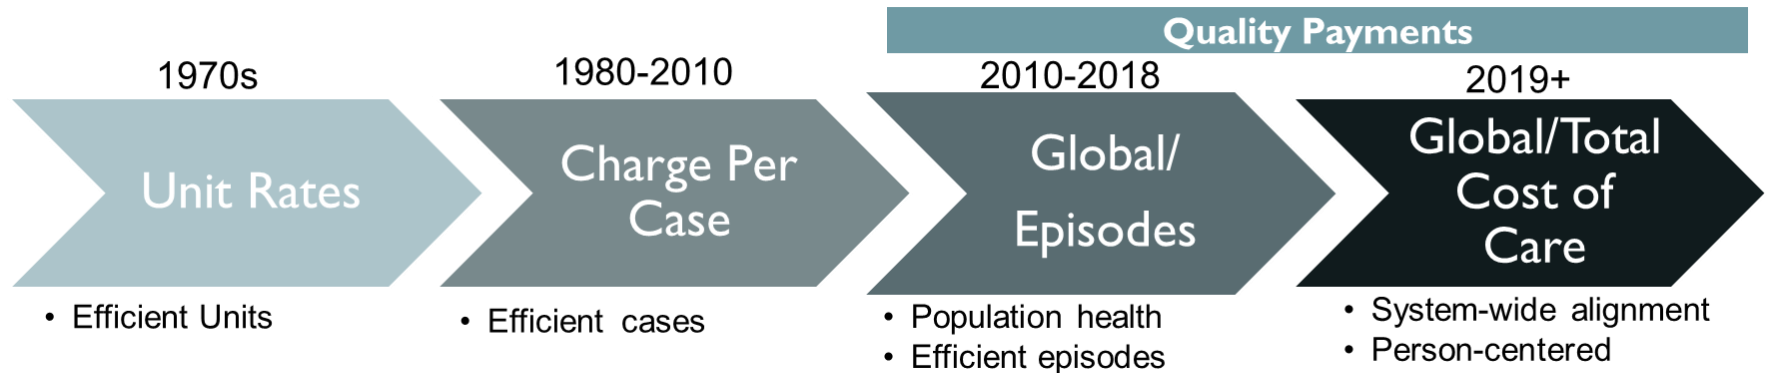 Quality Payments
1970s
1980-2010
2010-2018
2019+
Unit Rates
Charge Per
Case
Global/
Episodes
Global/Total
Cost of
Care
• Efficient Units
• Efficient cases
• Population health
• Efficient episodes
• System-wide alignment
• Person-centered